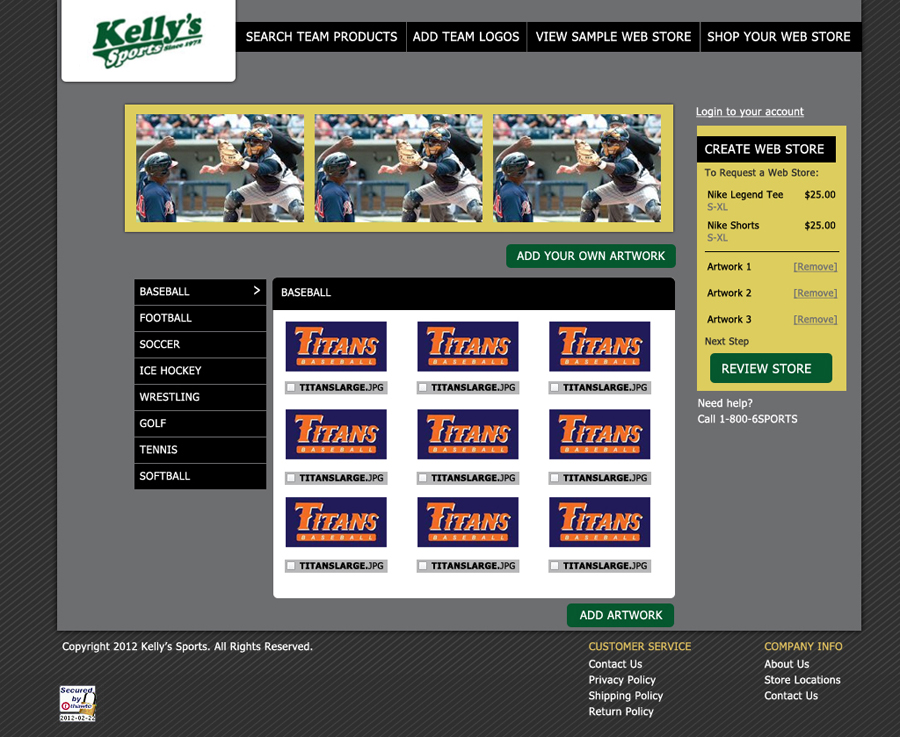 Kelly's
Sports Since 1972
SEARCH TEAM PRODUCTS
ADD TEAM LOGOS
VIEW SAMPLE WEB STORE
SHOP YOUR WEB STORE
Login to your account
CREATE WEB STORE
To Request a Web Store:
Nike Legend Tee $25.00
S-XL
Nike Shorts $25.00
S-XL
Artwork 1 [Remove]
Artwork 2 [Remove]
Artwork 3 [Remove]
Next Step
REVIEW STORE
Need help?
Call 1-800-6SPORTS
ADD YOUR OWN ARTWORK
BASEBALL >
FOOTBALL
SOCCER
ICE HOCKEY
WRESTLING
GOLF
TENNIS
SOFTBALL
BASEBALL
TITANS TITANS TITANS
BASEBALL BASEBALL BASEBALL
TITANSLARGE.JPG TITANSLARGE.JPG TITANSLARGE.JPG
TITANS TITANS TITANS
BASEBALL BASEBALL BASEBALL
TITANSLARGE.JPG TITANSLARGE.JPG TITANSLARGE.JPG
TITANS TITANS TITANS
BASEBALL BASEBALL BASEBALL
TITANSLARGE.JPG TITANSLARGE.JPG TITANSLARGE.JPG
ADD ARTWORK
Copyright 2012 Kelly's Sports. All Rights Reserved.
Secured
by
thawte
2012-02-22
CUSTOMER SERVICE
Contact Us
Privacy Policy
Shipping Policy
Return Policy
COMPANY INFO
About Us
Store Locations
Contact Us